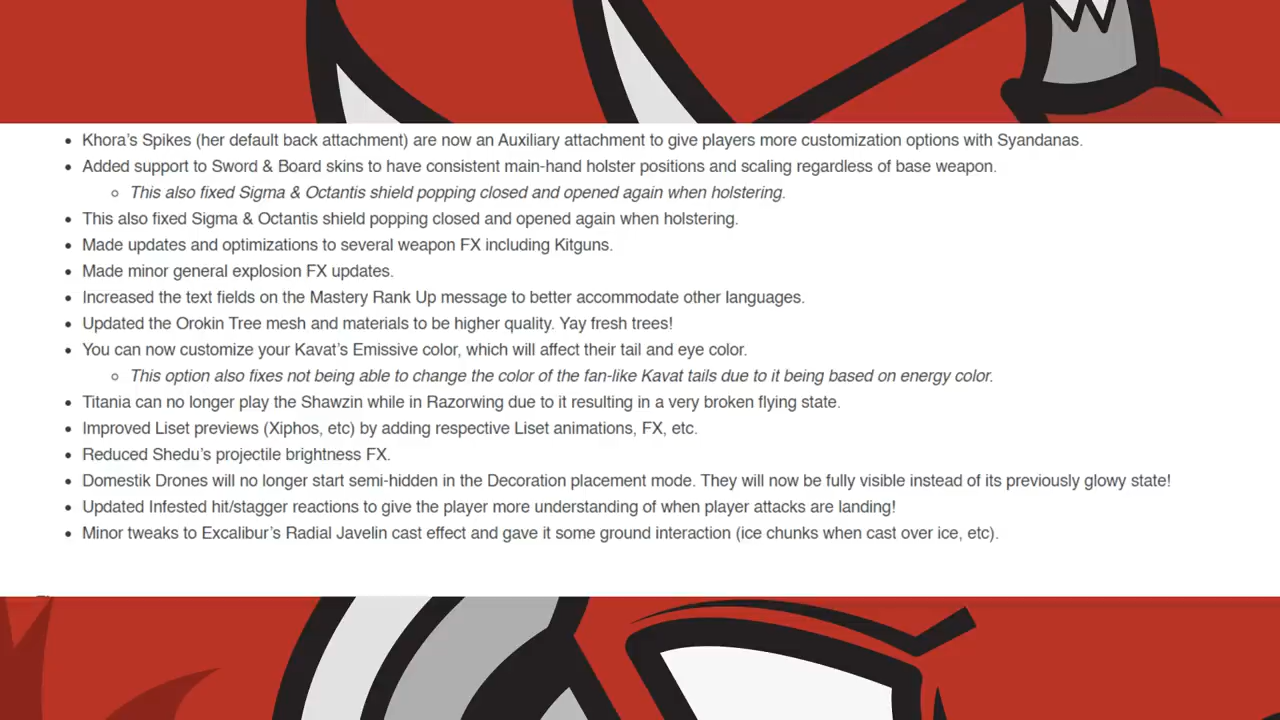 Khora's Spikes (her default back attachment) are now an Auxiliary attachment to give players more customization options with Syandanas.
Added support to Sword & Board skins to have consistent main-hand holster positions and scaling regardless of base weapon.
This also fixed Sigma & Octantis shield popping closed and opened again when holstering.
This also fixed Sigma & Octantis shield popping closed and opened again when holstering.
Made updates and optimizations to several weapon FX including Kitguns.
Made minor general explosion FX updates.
Increased the text fields on the Mastery Rank Up message to better accommodate other languages.
Updated the Orokin Tree mesh and materials to be higher quality. Yay fresh trees!
You can now customize your Kavat's Emissive color, which will affect their tail and eye color.
This option also fixes not being able to change the color of the fan-like Kavat tails due to it being based on energy color.
Titania can no longer play the Shawzin while in Razorwing due to it resulting in a very broken flying state.
Improved Liset previews (Xiphos, etc) by adding respective Liset animations, FX, etc.
Reduced Shedu's projectile brightness FX.
Domestik Drones will no longer start semi-hidden in the Decoration placement mode. They will now be fully visible instead of its previously glowy state!
Updated Infested hit/stagger reactions to give the player more understanding of when player attacks are landing!
Minor tweaks to Excalibur's Radial Javelin cast effect and gave it some ground interaction (ice chunks when cast over ice, etc).